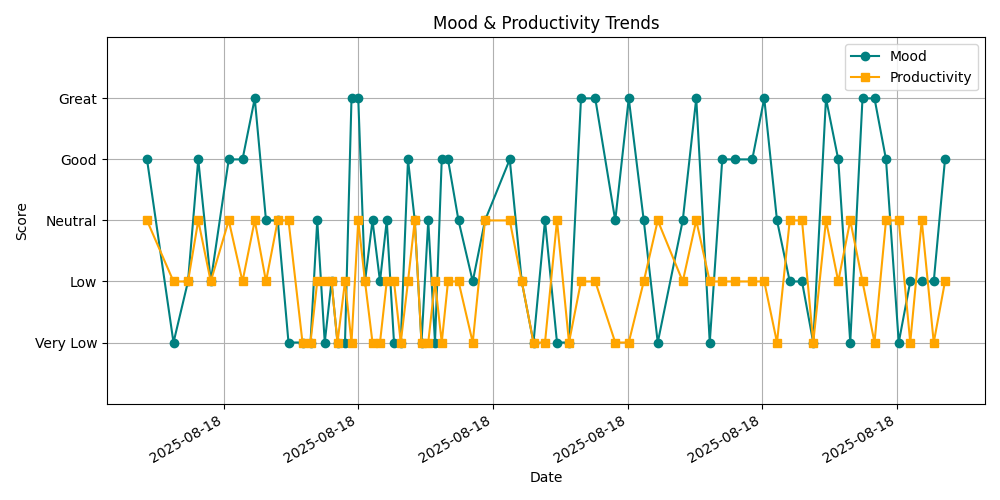 Mood & Productivity Trends
Mood
Productivity
Great
Good
Neutral
Low
Very Low
Score
2025-08-18 2025-08-18 2025-08-18 2025-08-18 2025-08-18 2025-08-18
Date